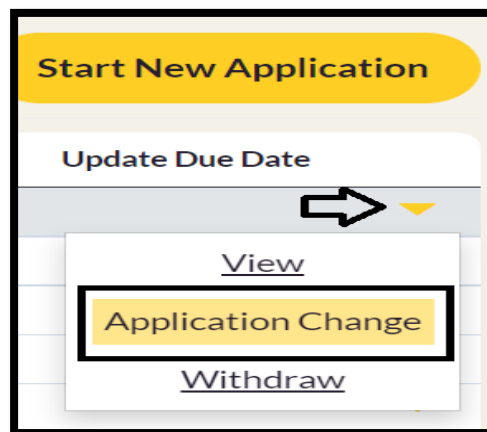 Start New Application
Update Due Date
View
Application Change
Withdraw